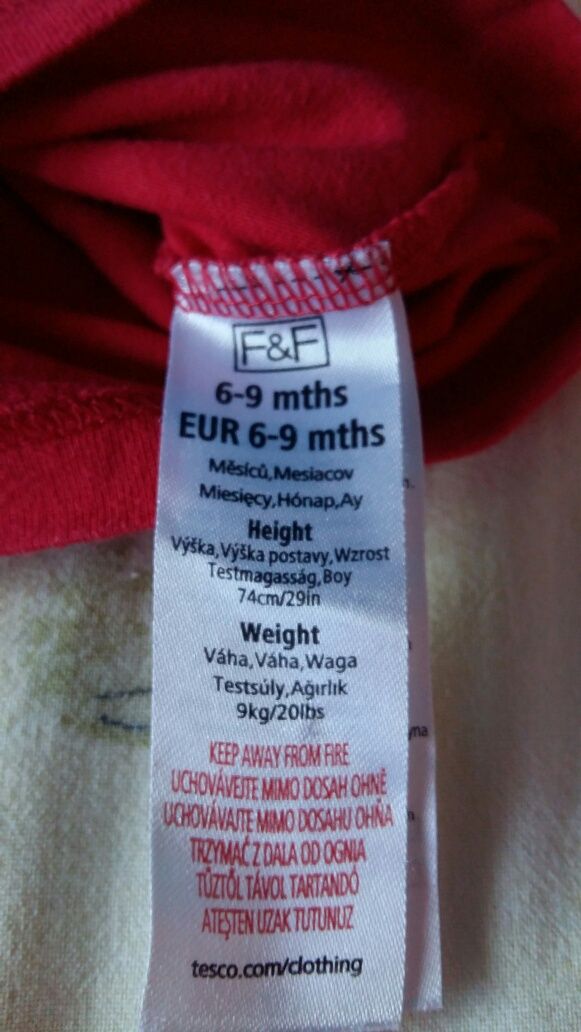 F&F
6-9 mths
EUR 6-9 mths
Měsíců,Mesiacov
Miesięcy,Hónap,Ay
Height
Výška,Výška postavy,Wzrost
Testmagasság,Boy
74cm/29in
Weight
Váha,Váha,Waga
Testsúly,Ağırlık
9kg/20lbs
KEEP AWAY FROM FIRE
UCHOVÁVEJTE MIMO DOSAH OHNĚ
UCHOVÁVAJTE MIMO DOSAHU OHŇA
TRZYMAĆ Z DALA OD OGNIA
TŰZTŐL TÁVOL TARTANDÓ
ATEŞTEN UZAK TUTUNUZ
tesco.com/clothing